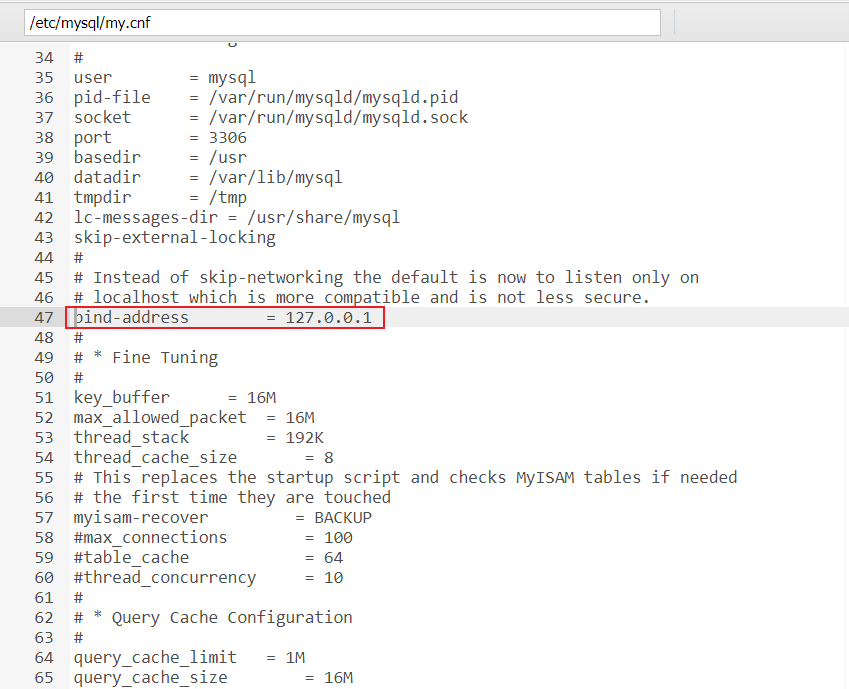 /etc/mysql/my.cnf
34 #
35 user        = mysql
36 pid-file    = /var/run/mysqld/mysqld.pid
37 socket      = /var/run/mysqld/mysqld.sock
38 port        = 3306
39 basedir     = /usr
40 datadir     = /var/lib/mysql
41 tmpdir      = /tmp
42 lc-messages-dir = /usr/share/mysql
43 skip-external-locking
44 #
45 # Instead of skip-networking the default is now to listen only on
46 # localhost which is more compatible and is not less secure.
47 bind-address        = 127.0.0.1
48 #
49 # * Fine Tuning
50 #
51 key_buffer      = 16M
52 max_allowed_packet  = 16M
53 thread_stack        = 192K
54 thread_cache_size       = 8
55 # This replaces the startup script and checks MyISAM tables if needed
56 # the first time they are touched
57 myisam-recover         = BACKUP
58 #max_connections        = 100
59 #table_cache            = 64
60 #thread_concurrency     = 10
61 #
62 # * Query Cache Configuration
63 #
64 query_cache_limit   = 1M
65 query_cache_size        = 16M